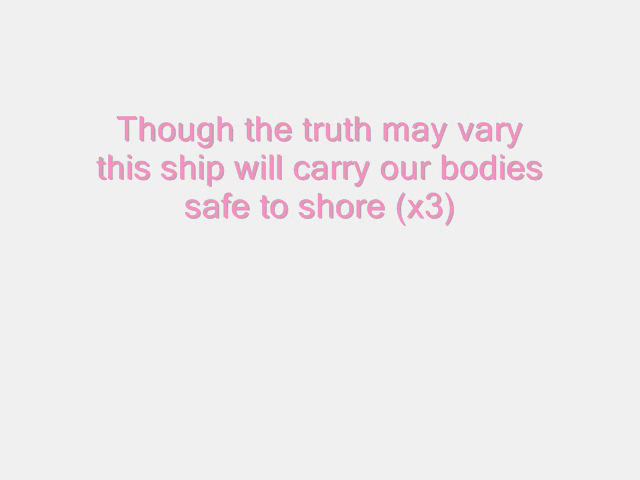 Though the truth may vary
this ship will carry our bodies
safe to shore (x3)